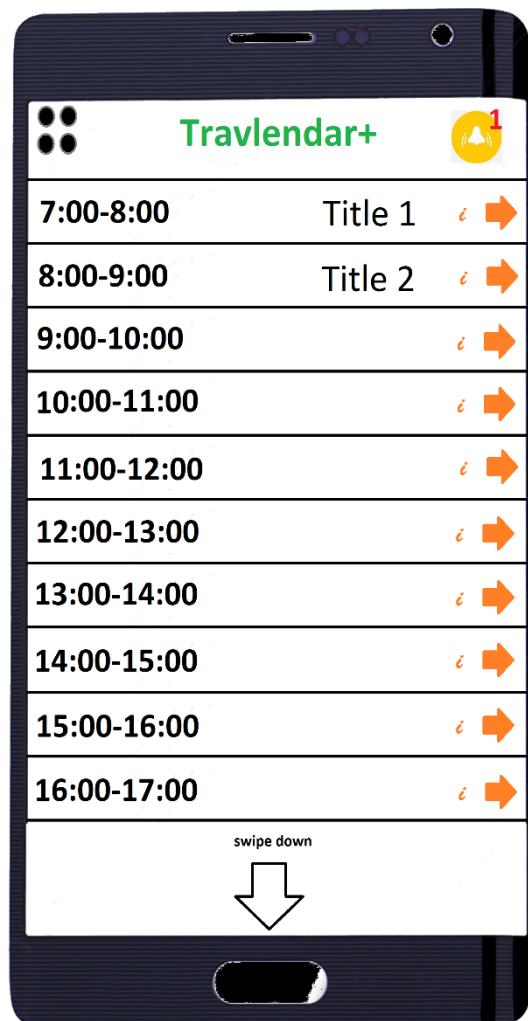 Travlendar+ 1
7:00-8:00 Title 1 i
8:00-9:00 Title 2 i
9:00-10:00 i
10:00-11:00 i
11:00-12:00 i
12:00-13:00 i
13:00-14:00 i
14:00-15:00 i
15:00-16:00 i
16:00-17:00 i
swipe down